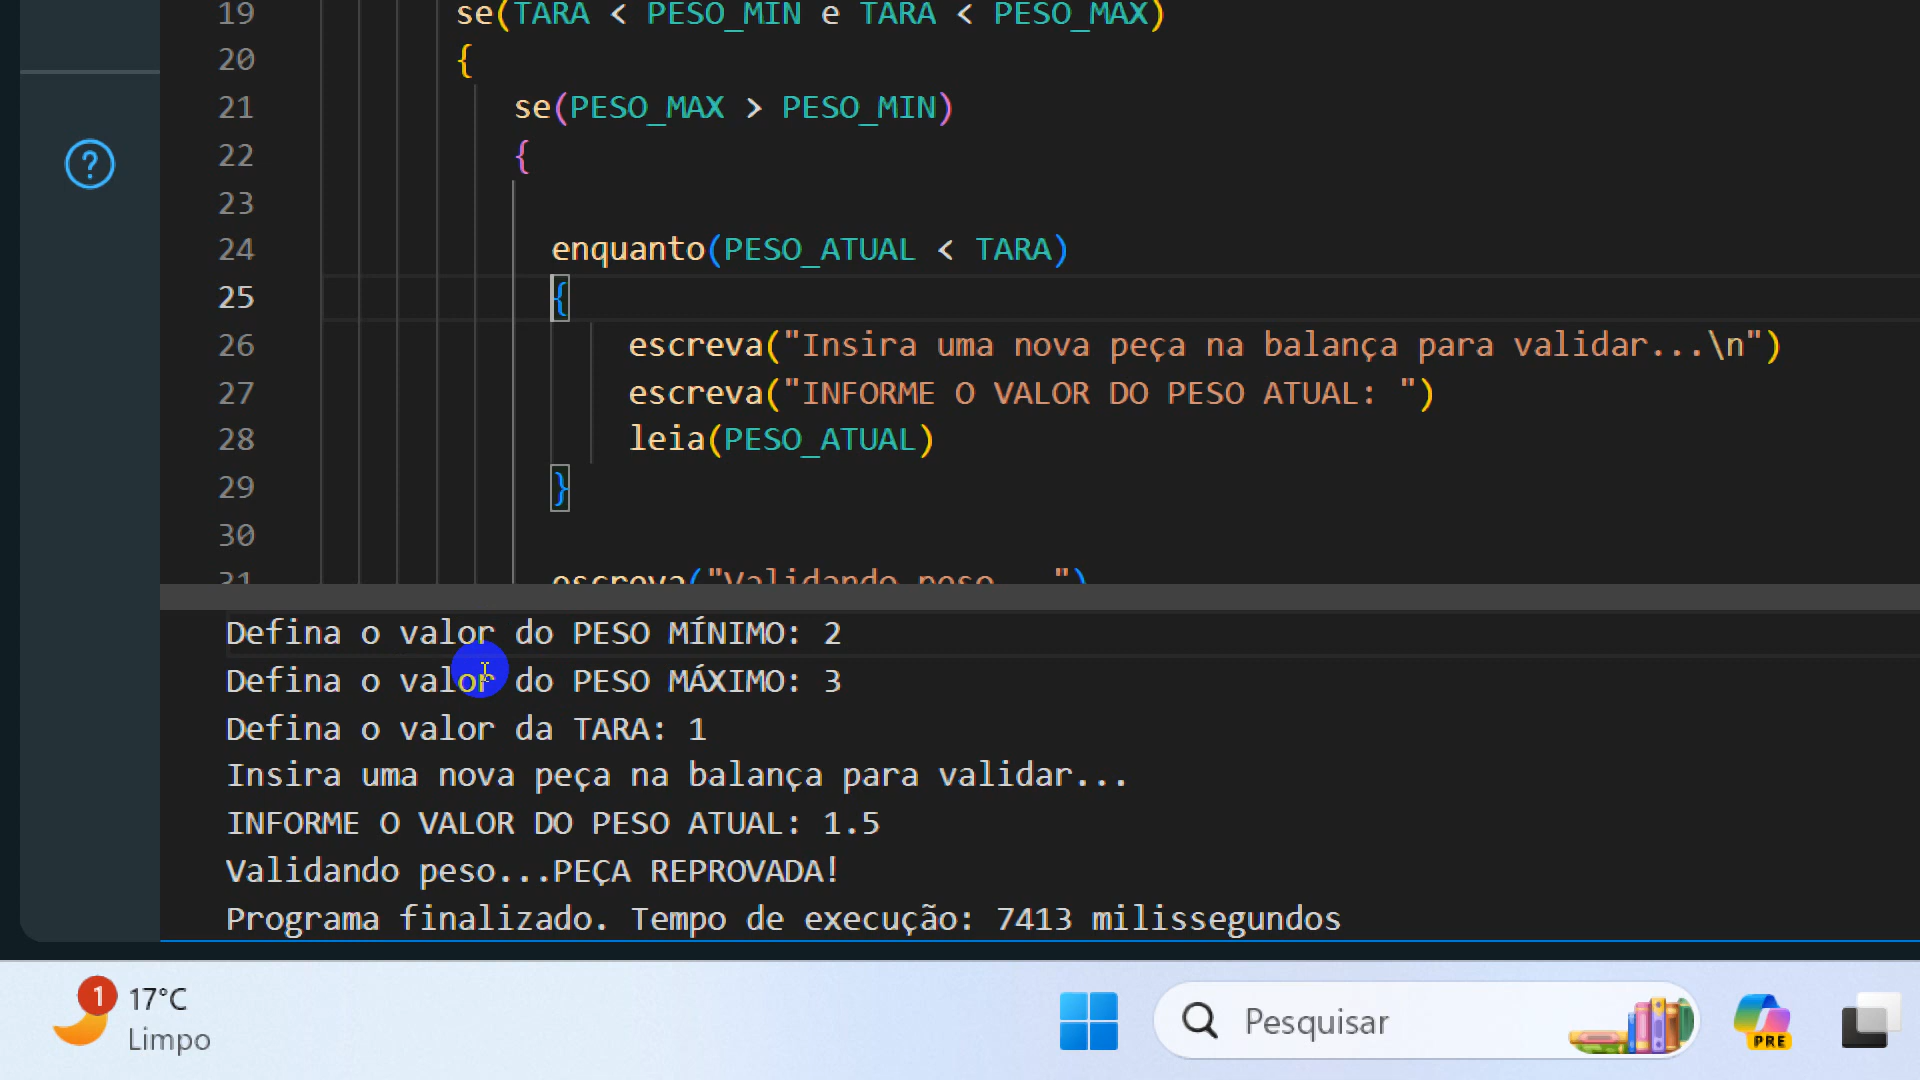 19 se(TARA < PESO_MIN e TARA < PESO_MAX)
20 {
21 se(PESO_MAX > PESO_MIN)
22 {
23
24 enquanto(PESO_ATUAL < TARA)
25 {
26 escreva("Insira uma nova peça na balança para validar...\n")
27 escreva("INFORME O VALOR DO PESO ATUAL: ")
28 leia(PESO_ATUAL)
29 }
30
31 escreva("Validando peso...")
Defina o valor do PESO MÍNIMO: 2
Defina o valor do PESO MÁXIMO: 3
Defina o valor da TARA: 1
Insira uma nova peça na balança para validar...
INFORME O VALOR DO PESO ATUAL: 1.5
Validando peso...PEÇA REPROVADA!
Programa finalizado. Tempo de execução: 7413 milissegundos
1 17°C
Limpo
Pesquisar
PRE